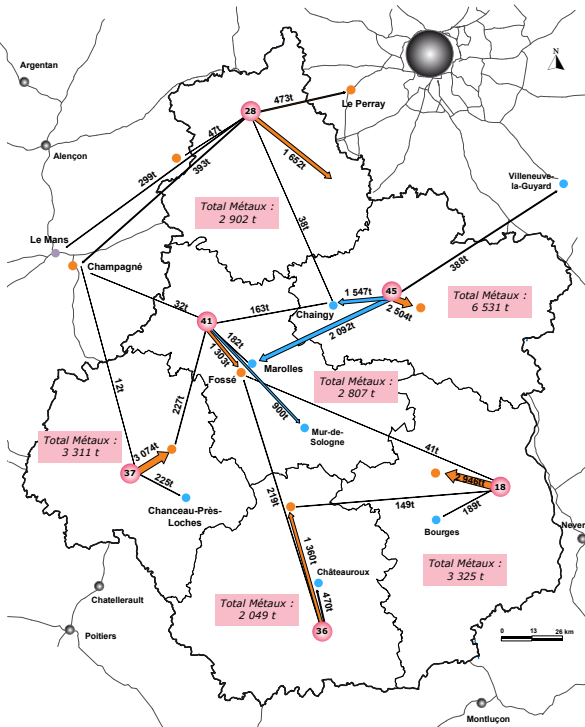 N
Argentan
Le Perray
473t
28
47t
Alençon
1 652t
393t
299t
Villeneuve-
la-Guyard
Total Métaux :
2 902 t
38t
Le Mans
Champagné
388t
45
1 547t
2 504t
Total Métaux :
6 531 t
32t
163t
Chaingy
41
182t
2 092t
1 303t
Marolles
Fossé
Total Métaux :
2 807 t
12t
227t
900t
Mur-de-
Sologne
Total Métaux :
3 311 t
3 074t
41t
37
225t
2 946tt
18
Chanceau-Près-
Loches
219t
149t
189t
Bourges
Never
1 360t
Châteauroux
Total Métaux :
3 325 t
Chatellerault
470t
Total Métaux :
2 049 t
36
Poitiers
0 13 26 km
Montluçon